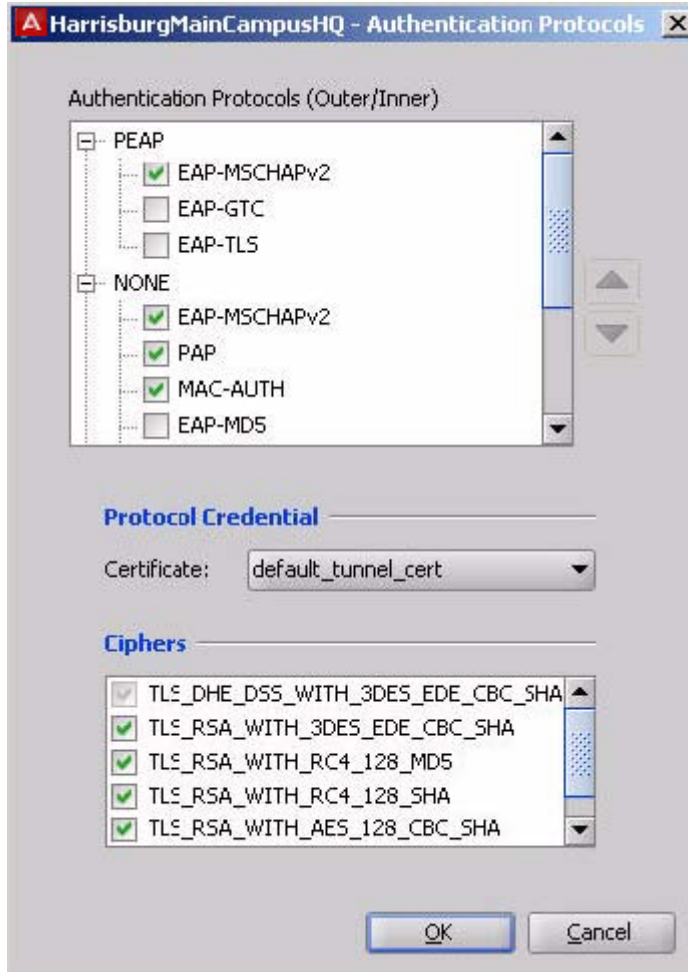 A HarrisburgMainCampusHQ - Authentication Protocols
Authentication Protocols (Outer/Inner)
PEAP
EAP-MSCHAPv2
EAP-GTC
EAP-TLS
NONE
EAP-MSCHAPv2
PAP
MAC-AUTH
EAP-MD5
Protocol Credential
Certificate: default_tunnel_cert
Ciphers
TLS_DHE_DSS_WITH_3DES_EDE_CBC_SHA
TLS_RSA_WITH_3DES_EDE_CBC_SHA
TLS_RSA_WITH_RC4_128_MD5
TLS_RSA_WITH_RC4_128_SHA
TLS_RSA_WITH_AES_128_CBC_SHA
OK Cancel